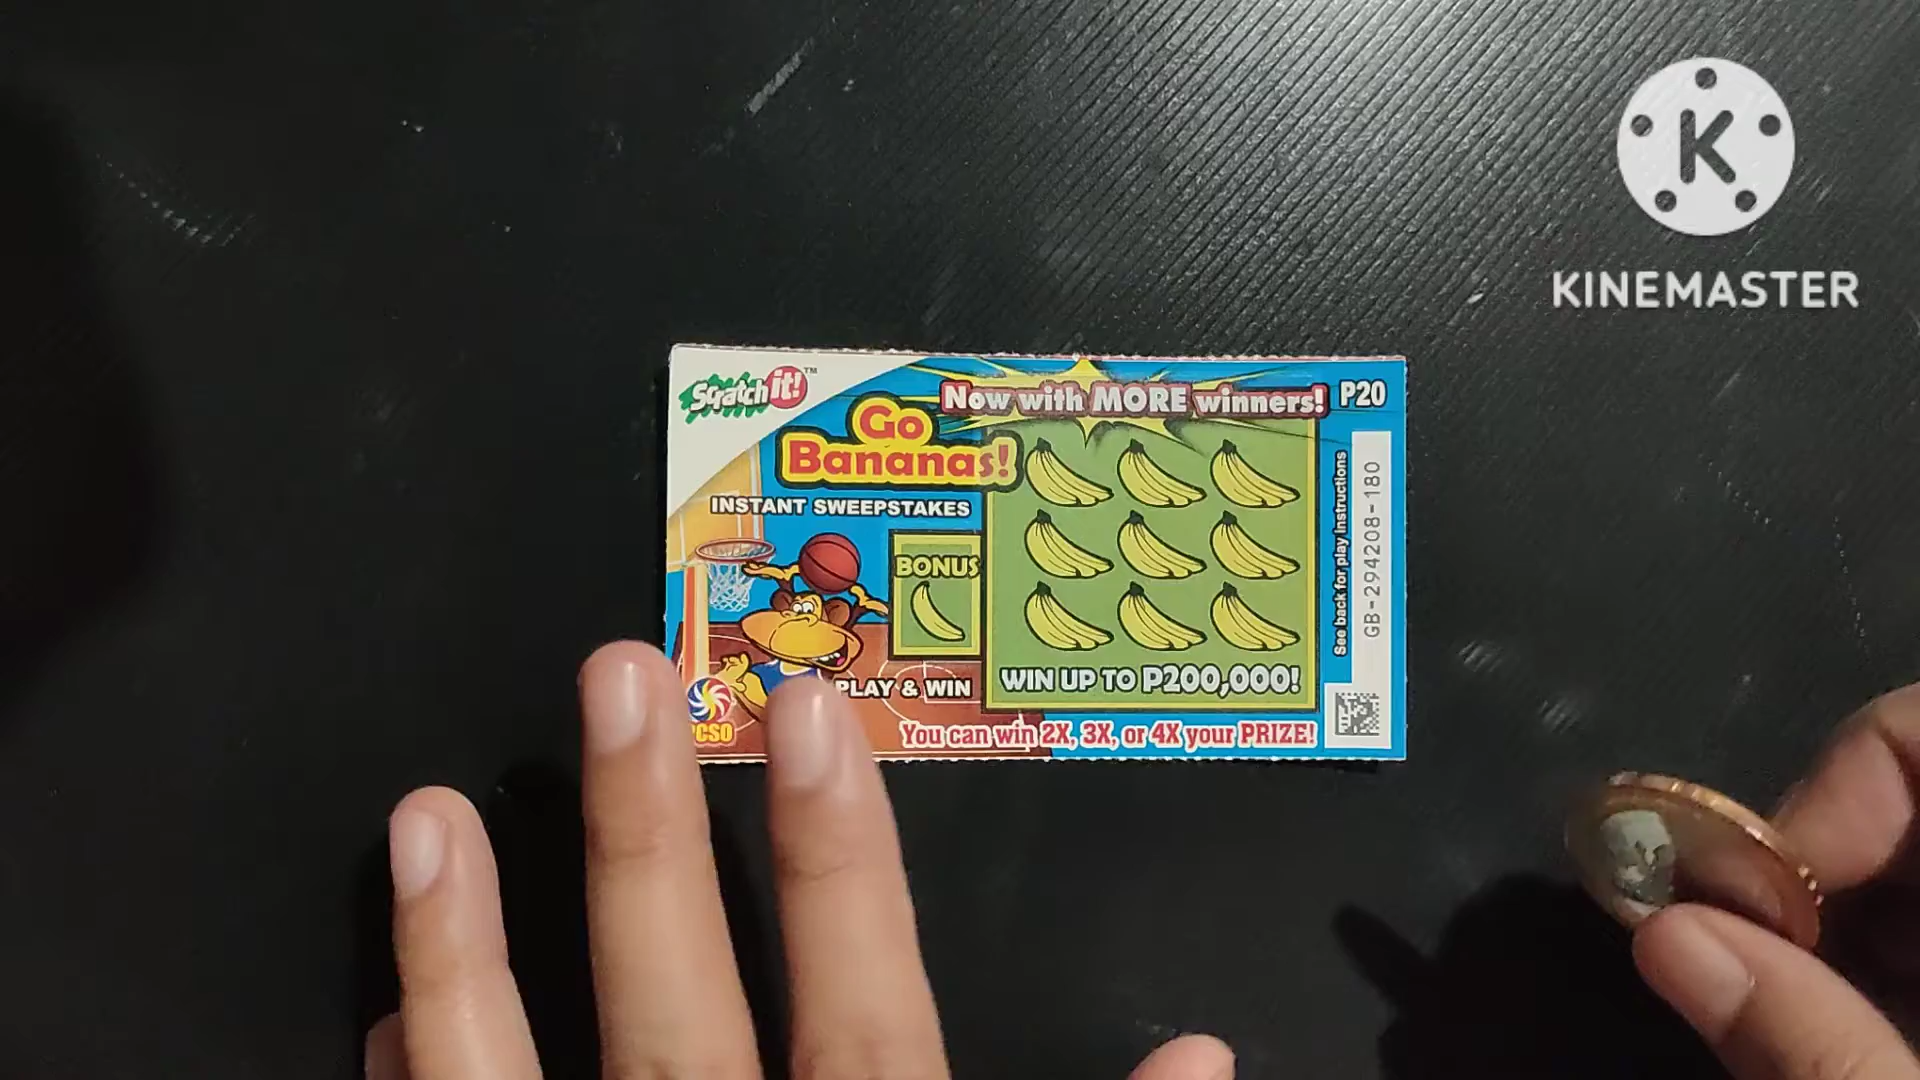 K
KINEMASTER
Scratch it!™
Now with MORE winners!
P20
Go
Bananas!
INSTANT SWEEPSTAKES
BONUS
PLAY & WIN
WIN UP TO P200,000!
You can win 2X, 3X, or 4X your PRIZE!
See back for play instructions
GB-294208-180